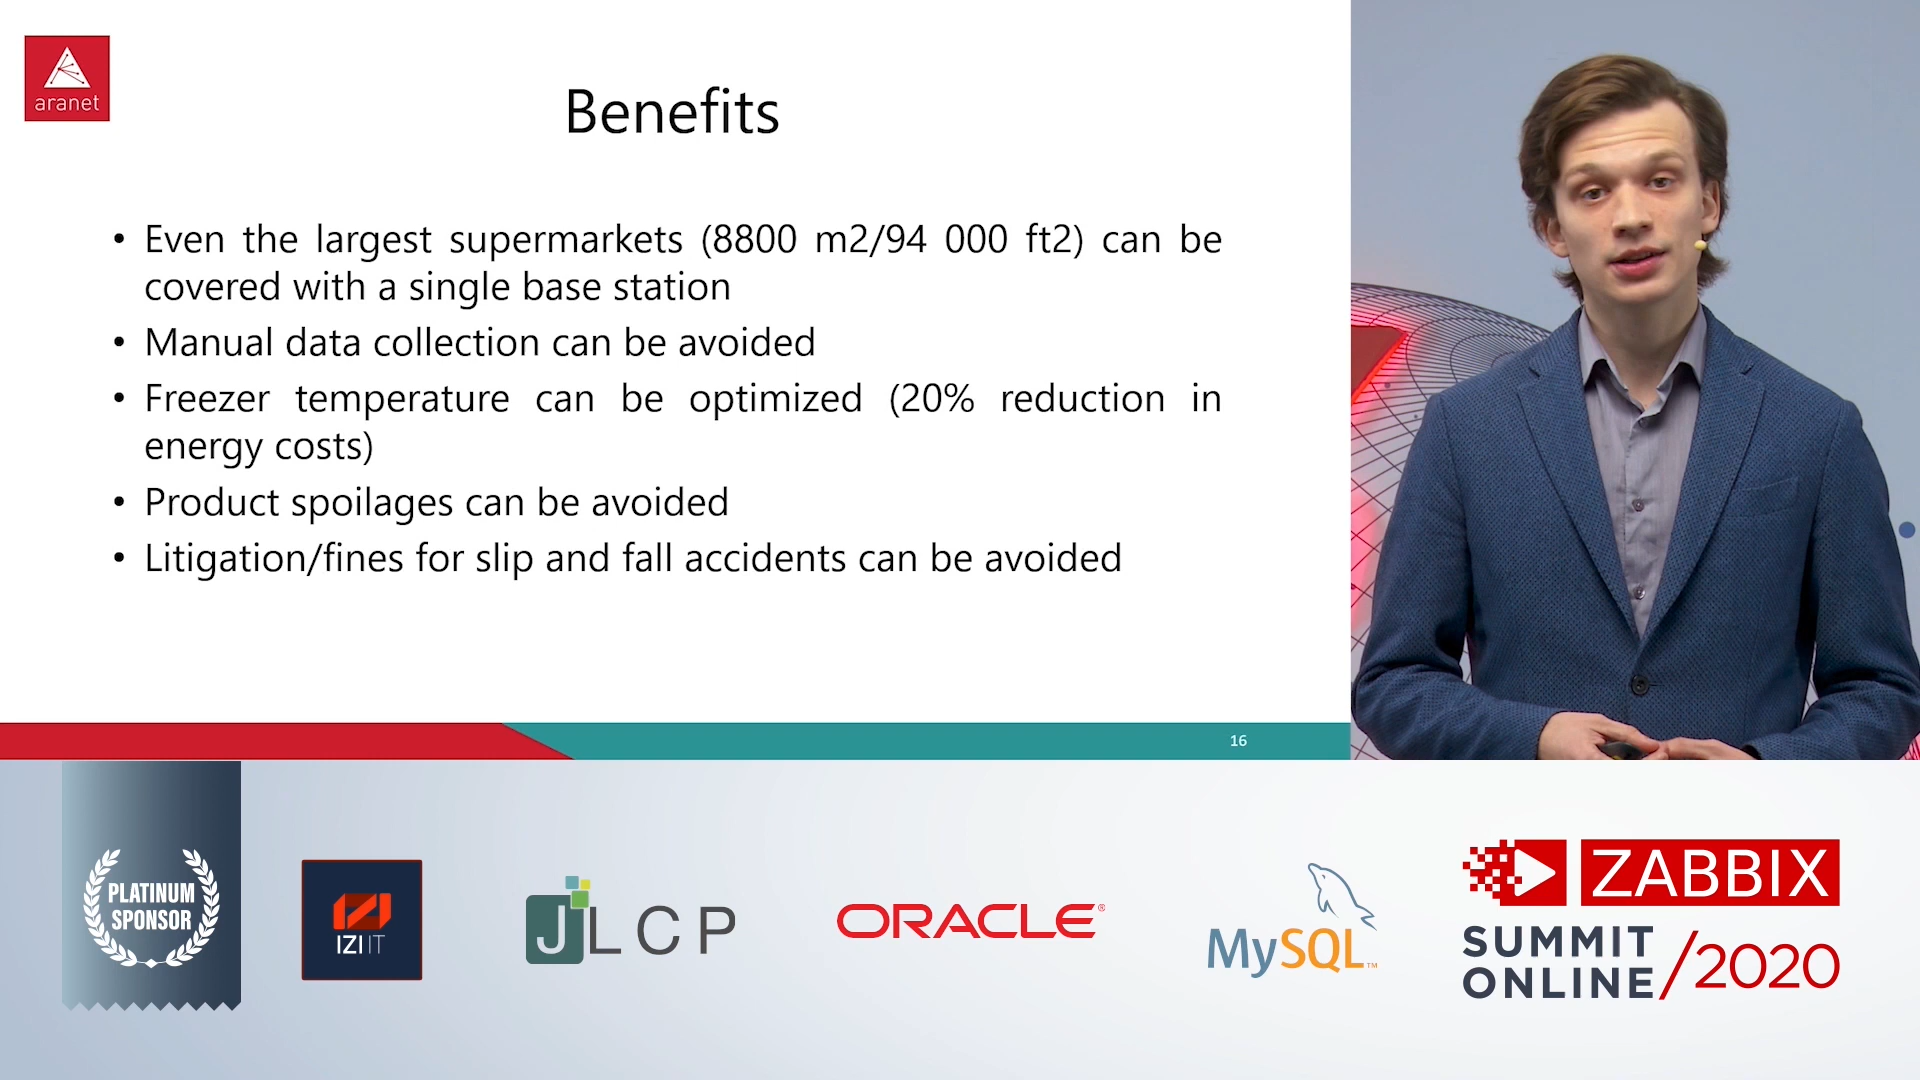 aranet
Benefits
• Even the largest supermarkets (8800 m2/94 000 ft2) can be
covered with a single base station
• Manual data collection can be avoided
• Freezer temperature can be optimized (20% reduction in
energy costs)
• Product spoilages can be avoided
• Litigation/fines for slip and fall accidents can be avoided
16
PLATINUM
SPONSOR
IZI IT
JLCP
ORACLE®
MySQL™
ZABBIX
SUMMIT
ONLINE /2020